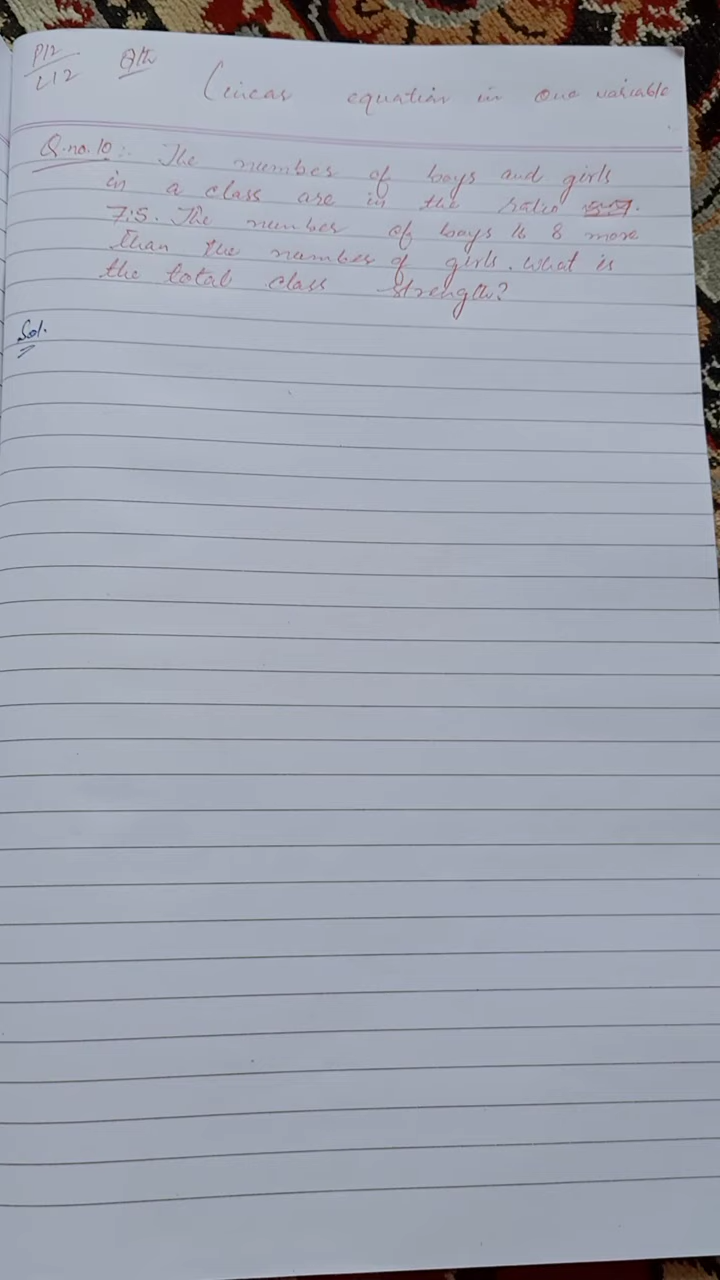 P12
L12
8th
Linear equation in one variable
Q.no.10:. The number of boys and girls
in a class are in the ratio
7:5. The number of boys is 8 more
than the number of girls. What is
the total class strength?
Sol.